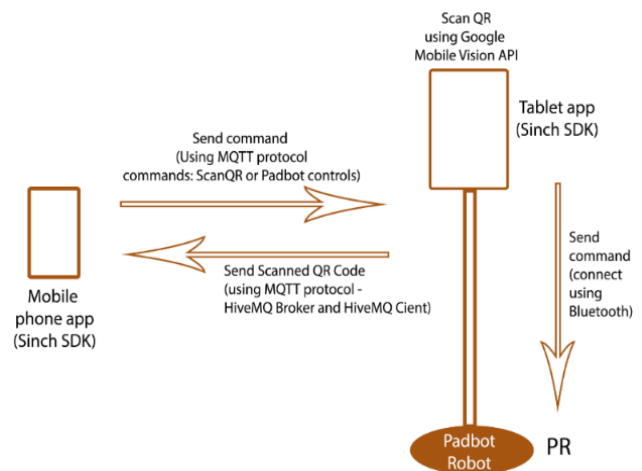 Scan QR
using Google
Mobile Vision API
Tablet app
(Sinch SDK)
Send command
(Using MQTT protocol
commands: ScanQR or Padbot controls)
Send Scanned QR Code
(using MQTT protocol -
HiveMQ Broker and HiveMQ Cient)
Mobile
phone app
(Sinch SDK)
Send
command
(connect
using
Bluetooth)
Padbot
Robot
PR